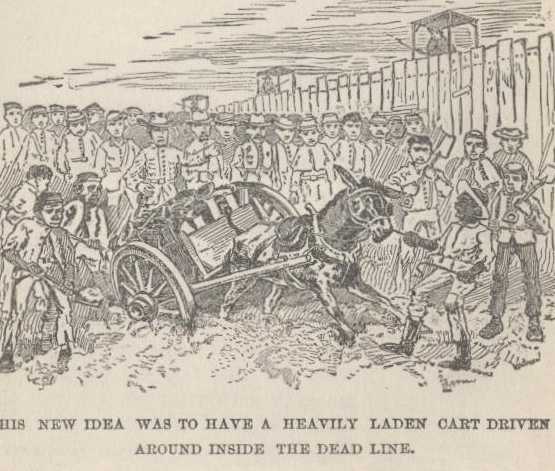 HIS NEW IDEA WAS TO HAVE A HEAVILY LADEN CART DRIVEN
AROUND INSIDE THE DEAD LINE.